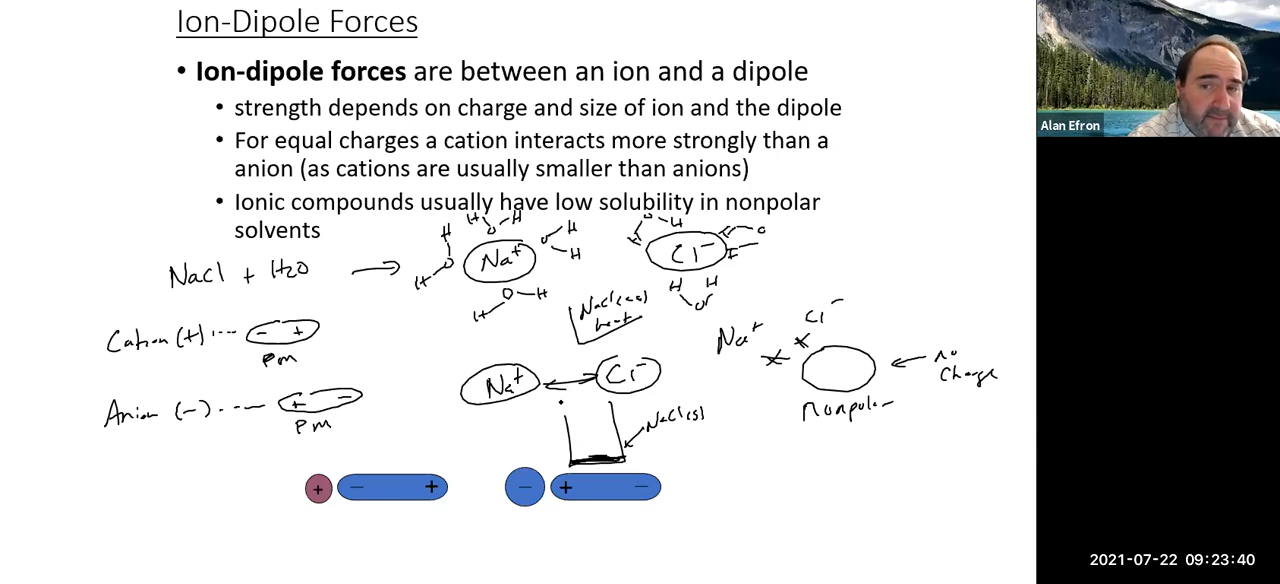 Ion-Dipole Forces
• Ion-dipole forces are between an ion and a dipole
• strength depends on charge and size of ion and the dipole
• For equal charges a cation interacts more strongly than a
anion (as cations are usually smaller than anions)
• Ionic compounds usually have low solubility in nonpolar
solvents
NaCl + H2O →
H
O
H
H O H
Na+
O H
H
O H
H
O H
H
Cl-
O
H H
O
Cation (+) ---- - +
PM
Anion (-) ---- + -
PM
Na+
Cl-
NaCl(s)
Na+
Cl-
no
charge
Nonpolar
+ - +
- + -
Alan Efron
2021-07-22 09:23:40